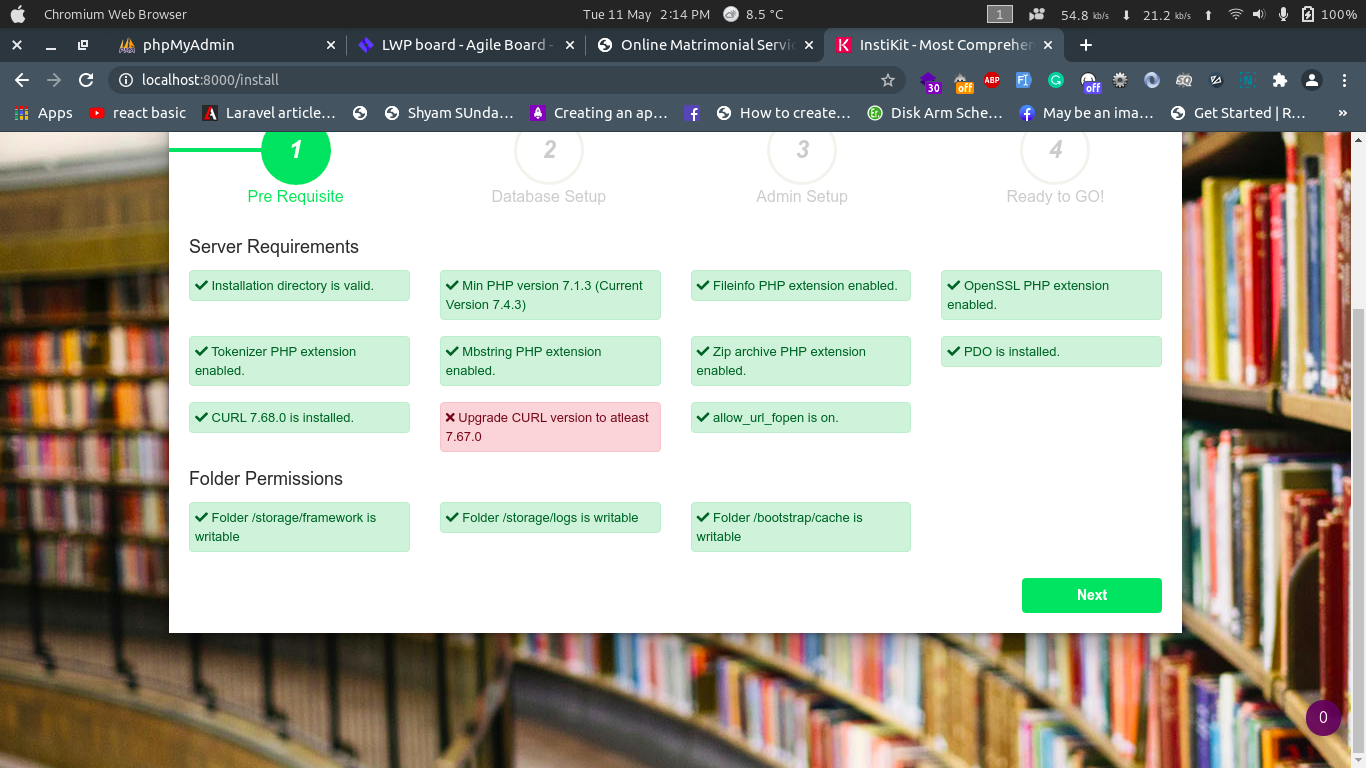 Chromium Web Browser
Tue 11 May 2:14 PM 8.5 °C
1 54.8 kb/s 21.2 kb/s 100%
phpMyAdmin
LWP board - Agile Board -
Online Matrimonial Servic
InstiKit - Most Comprehen
localhost:8000/install
30
off
ABP
off
Apps
react basic
Laravel article...
Shyam SUnda...
Creating an ap...
How to create...
Disk Arm Sche...
May be an ima...
Get Started | R...
»
1
2
3
4
Pre Requisite
Database Setup
Admin Setup
Ready to GO!
Server Requirements
Installation directory is valid.
Min PHP version 7.1.3 (Current
Version 7.4.3)
Fileinfo PHP extension enabled.
OpenSSL PHP extension
enabled.
Tokenizer PHP extension
enabled.
Mbstring PHP extension
enabled.
Zip archive PHP extension
enabled.
PDO is installed.
CURL 7.68.0 is installed.
Upgrade CURL version to atleast
7.67.0
allow_url_fopen is on.
Folder Permissions
Folder /storage/framework is
writable
Folder /storage/logs is writable
Folder /bootstrap/cache is
writable
Next
0